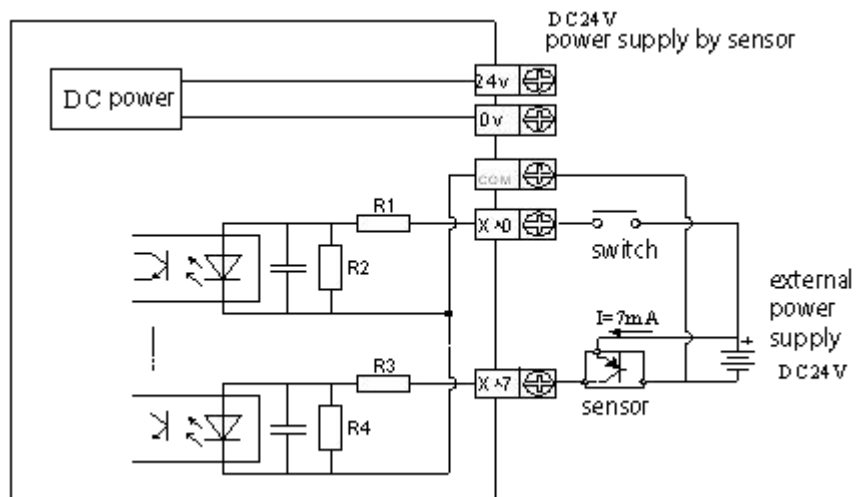 DC24V
power supply by sensor
DC power
24v
0v
COM
R1
X^0
switch
R2
external
power
supply
DC24V
I=7mA
+
R3
X^7
sensor
R4